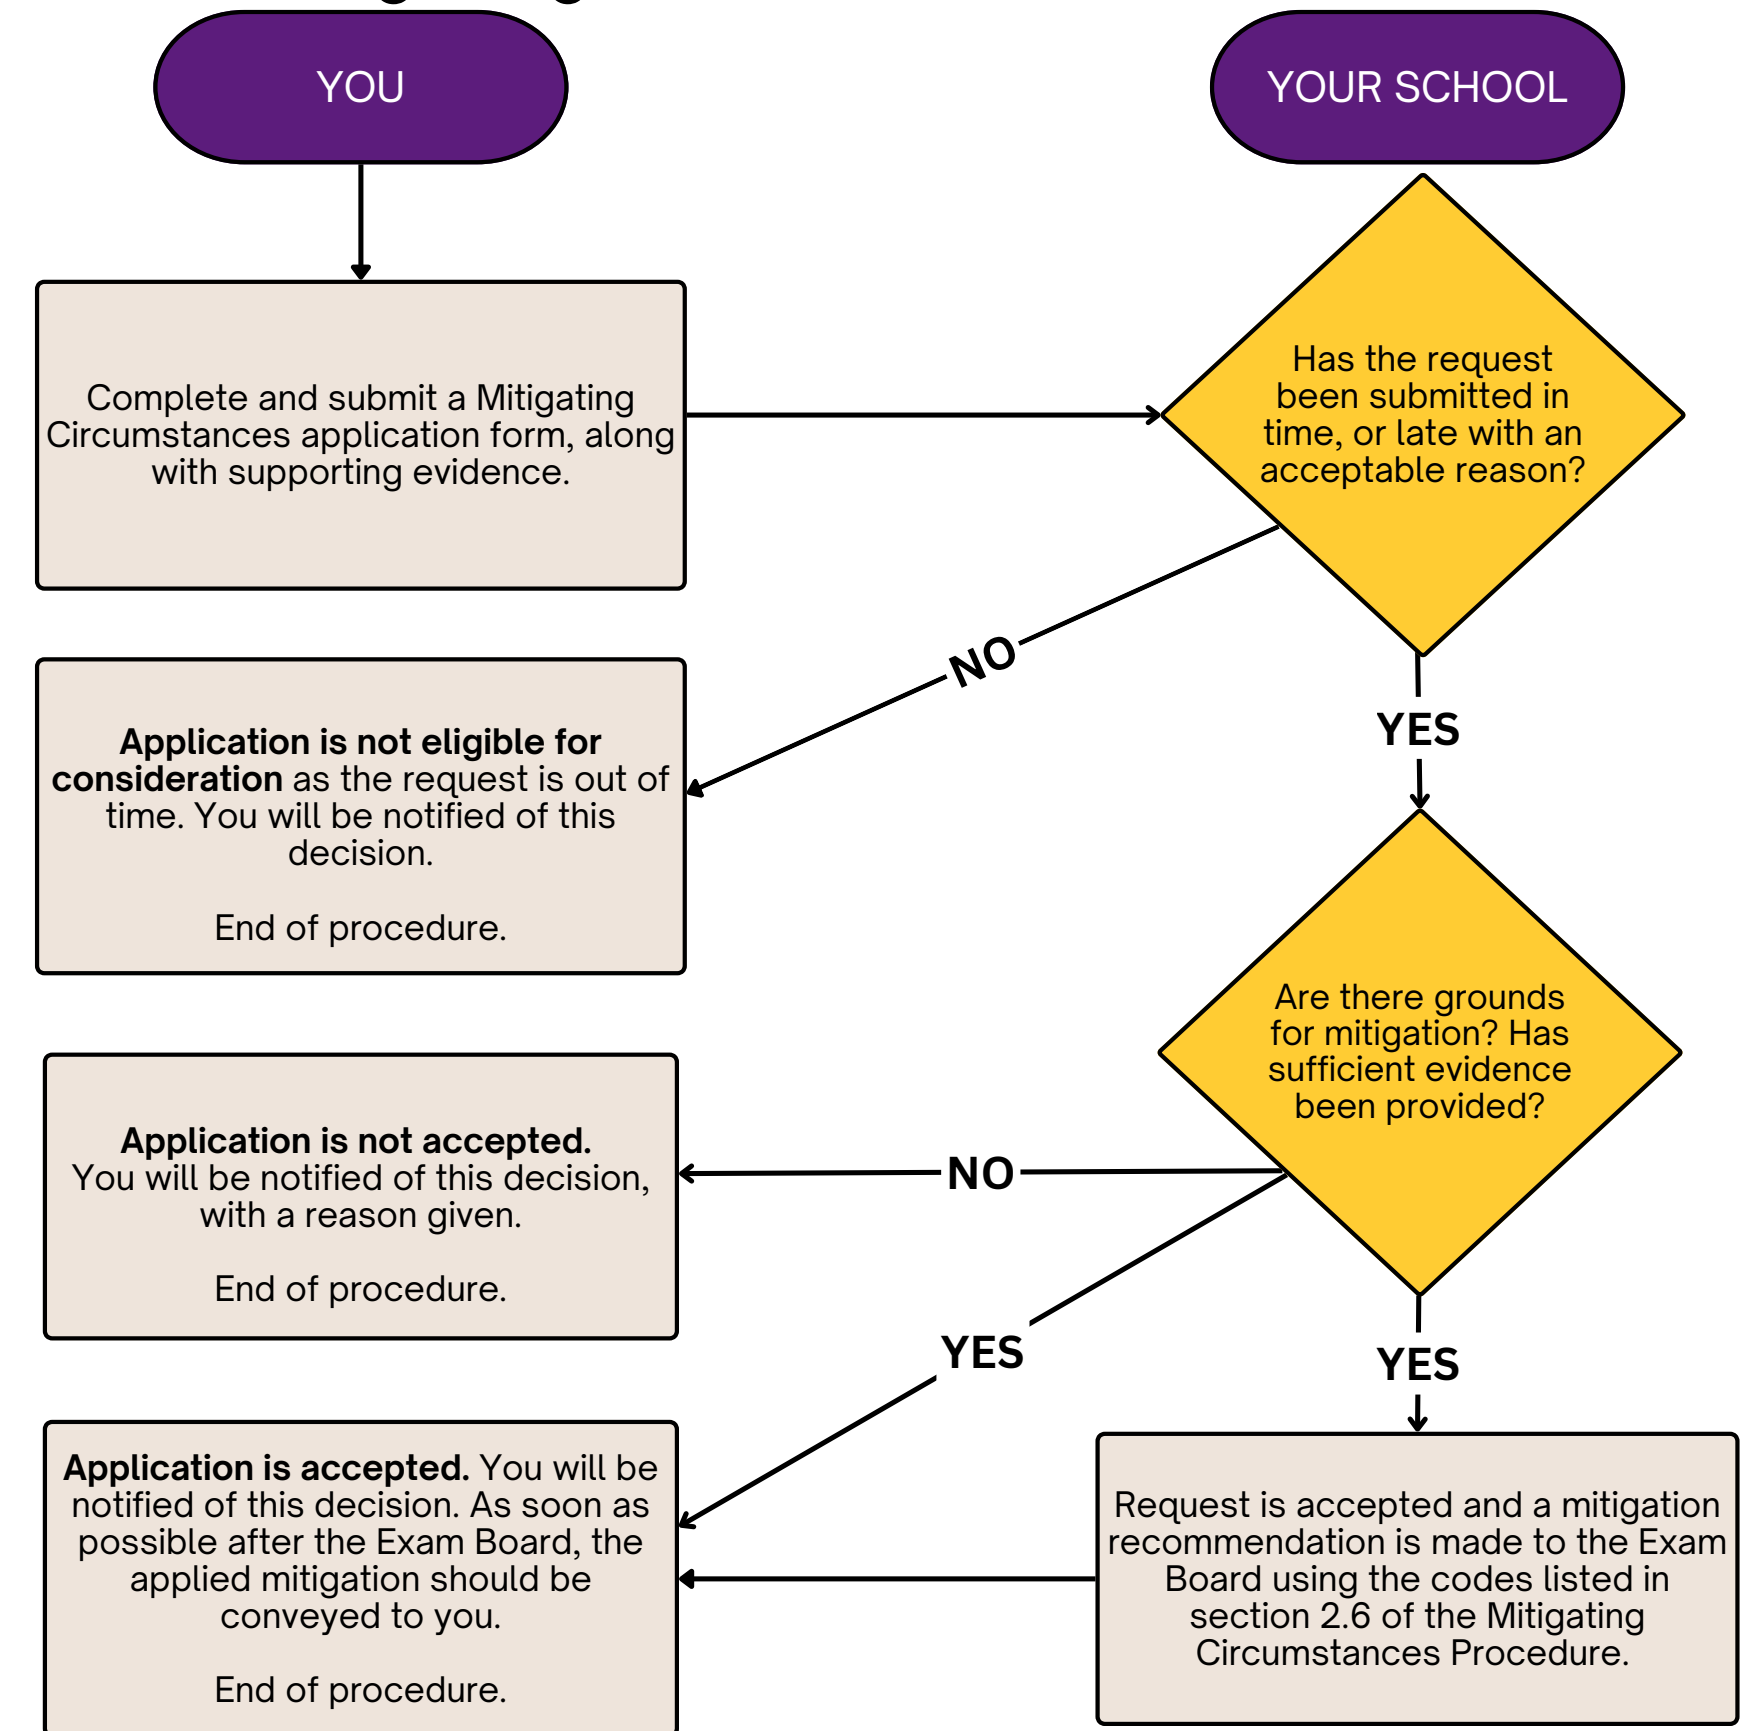 YOU
YOUR SCHOOL
Complete and submit a Mitigating
Circumstances application form, along
with supporting evidence.
Has the request
been submitted in
time, or late with an
acceptable reason?
NO
YES
Application is not eligible for
consideration as the request is out of
time. You will be notified of this
decision.
End of procedure.
Are there grounds
for mitigation? Has
sufficient evidence
been provided?
NO
Application is not accepted.
You will be notified of this decision,
with a reason given.
End of procedure.
YES
YES
Application is accepted. You will be
notified of this decision. As soon as
possible after the Exam Board, the
applied mitigation should be
conveyed to you.
End of procedure.
Request is accepted and a mitigation
recommendation is made to the Exam
Board using the codes listed in
section 2.6 of the Mitigating
Circumstances Procedure.